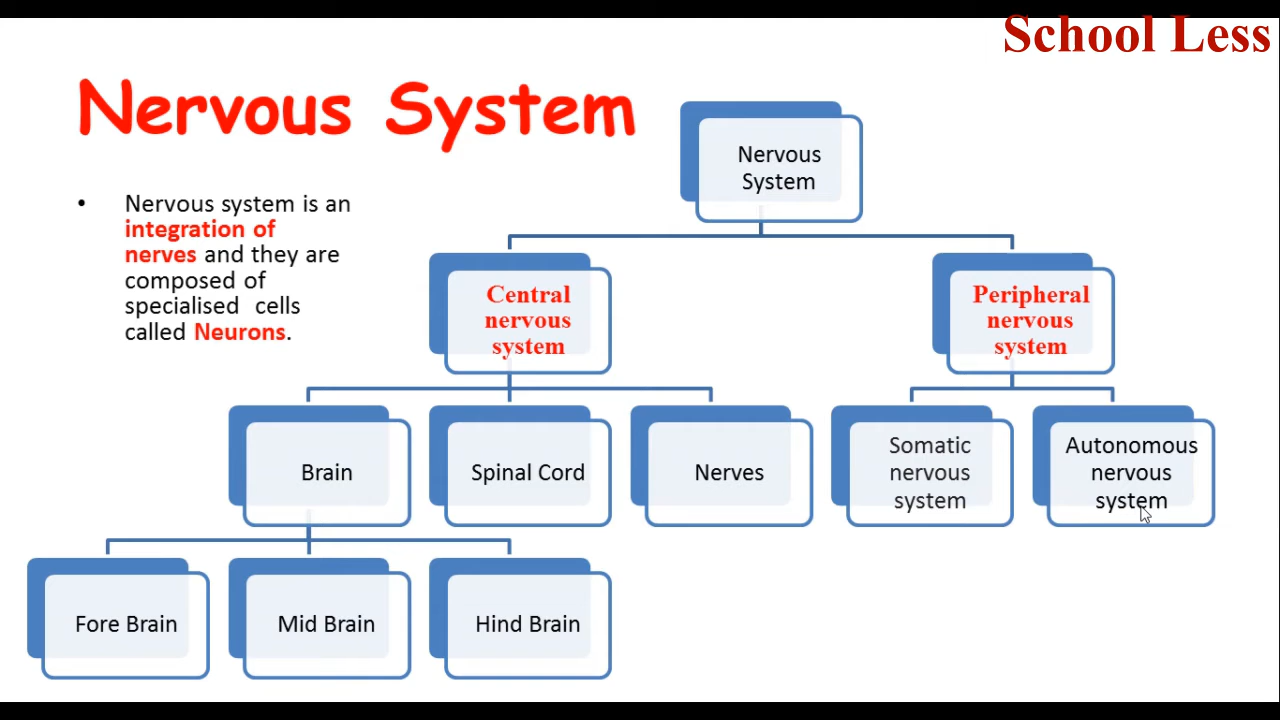 School Less
Nervous System
• Nervous system is an
integration of
nerves and they are
composed of
specialised cells
called Neurons.
Nervous
System
Central
nervous
system
Peripheral
nervous
system
Brain
Spinal Cord
Nerves
Somatic
nervous
system
Autonomous
nervous
system
Fore Brain
Mid Brain
Hind Brain